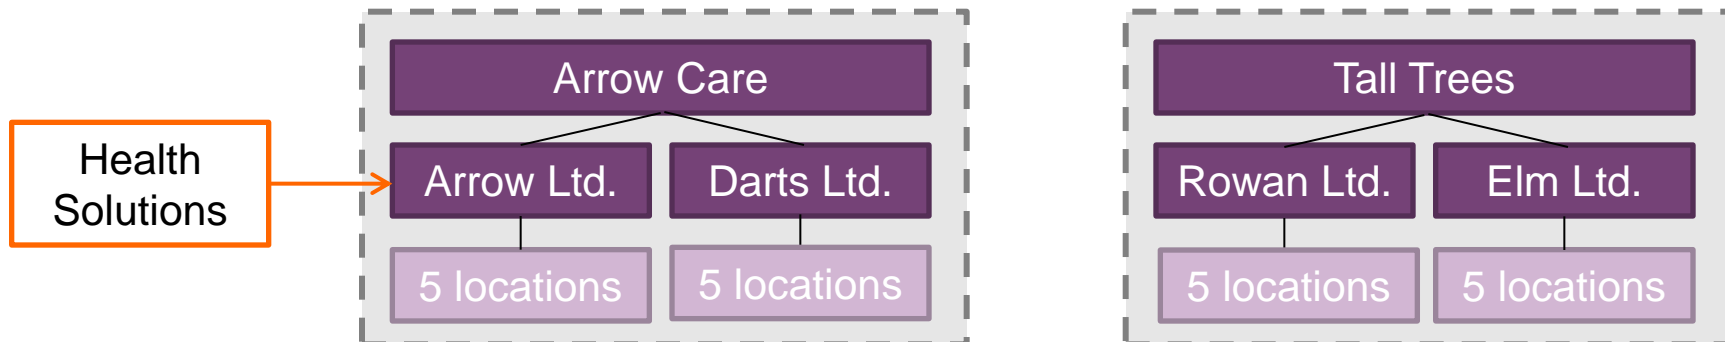 Arrow Care
Tall Trees
Health
Solutions
Arrow Ltd.
Darts Ltd.
Rowan Ltd.
Elm Ltd.
5 locations
5 locations
5 locations
5 locations